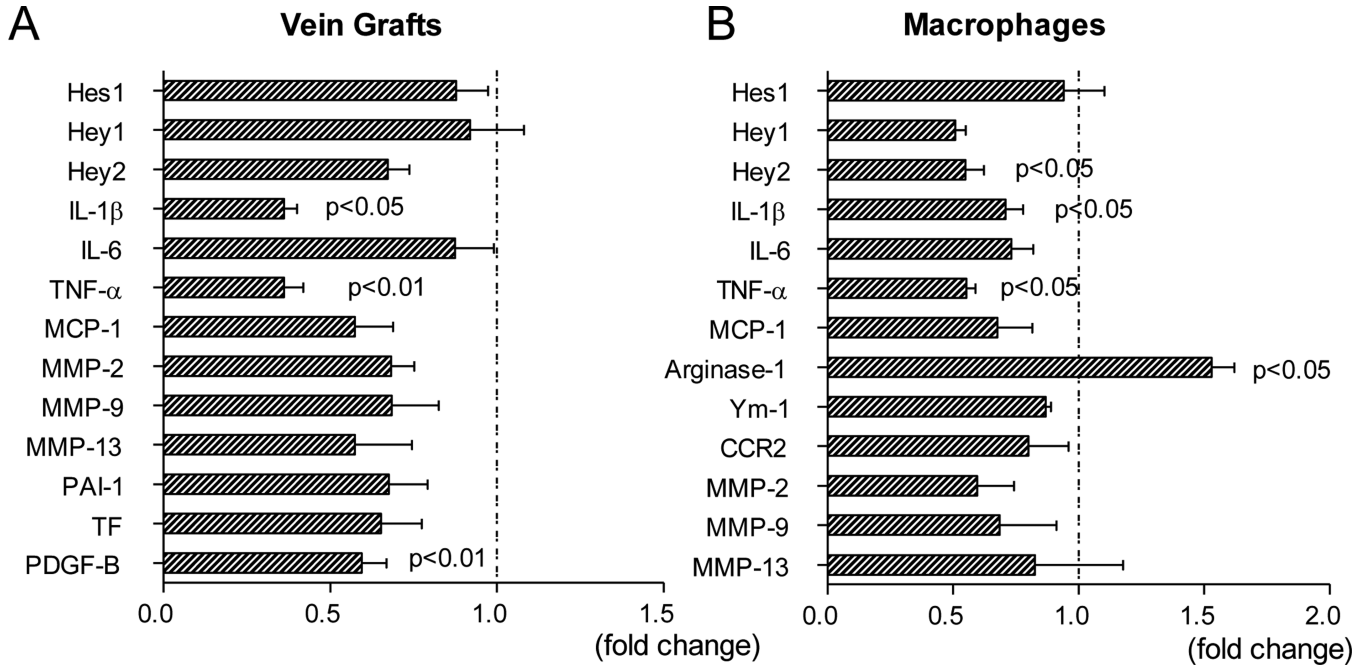 A
Vein Grafts
Hes1
Hey1
Hey2
IL-1β
p<0.05
IL-6
TNF-α
p<0.01
MCP-1
MMP-2
MMP-9
MMP-13
PAI-1
TF
PDGF-B
p<0.01
0.0
0.5
1.0
1.5
(fold change)
B
Macrophages
Hes1
Hey1
Hey2
p<0.05
IL-1β
p<0.05
IL-6
TNF-α
p<0.05
MCP-1
Arginase-1
p<0.05
Ym-1
CCR2
MMP-2
MMP-9
MMP-13
0.0
0.5
1.0
1.5
2.0
(fold change)